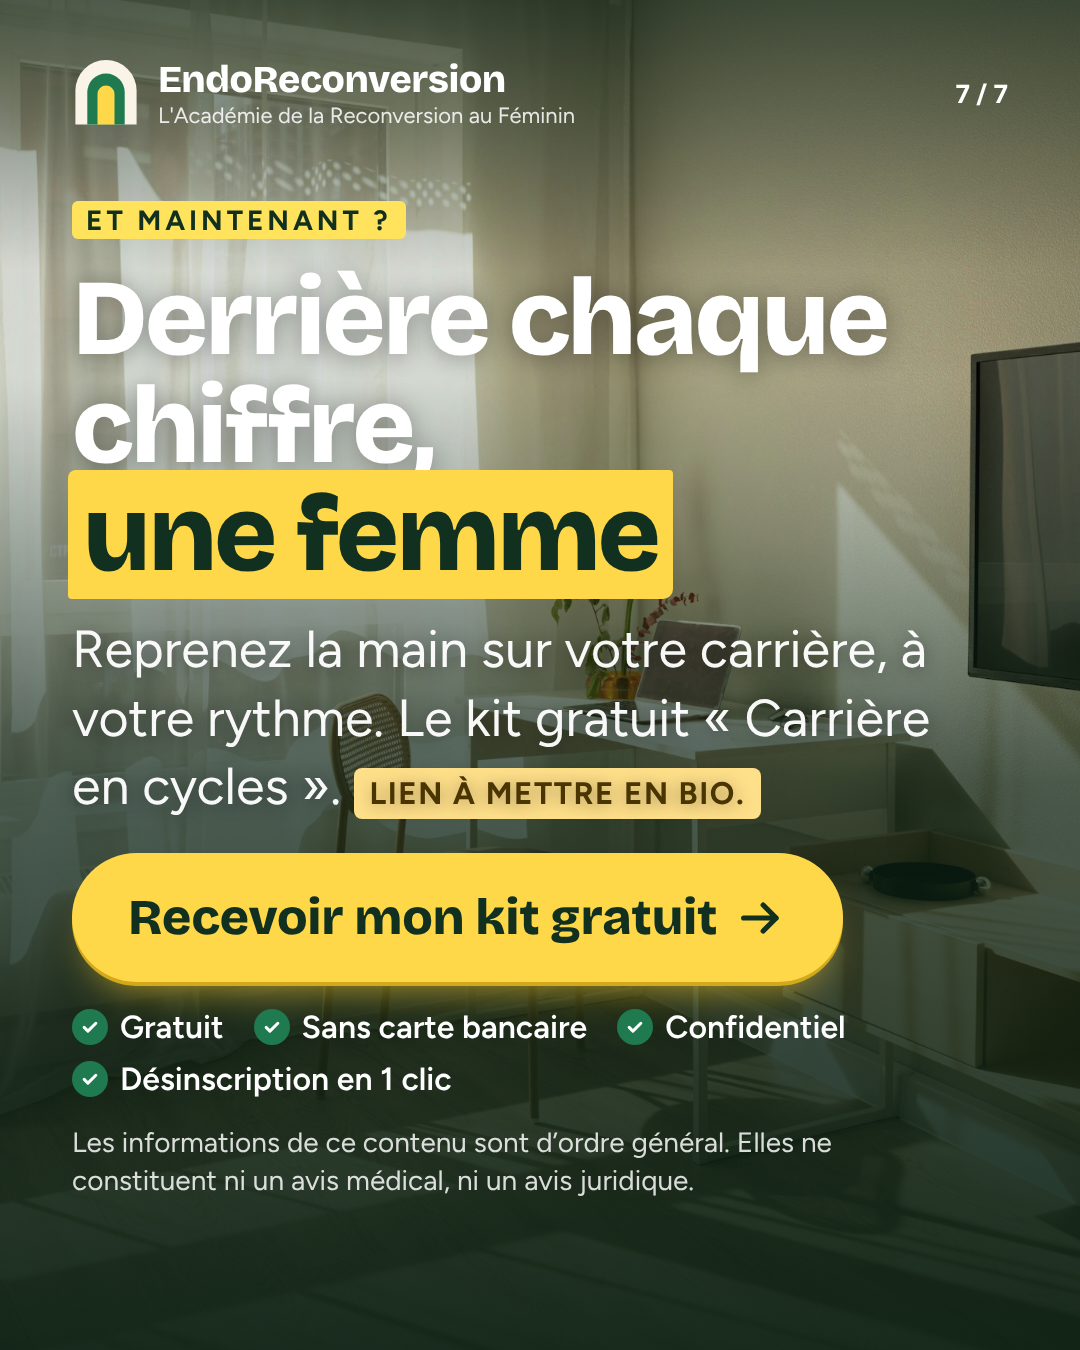 EndoReconversion
L'Académie de la Reconversion au Féminin
7 / 7
ET MAINTENANT ?
Derrière chaque
chiffre,
une femme
Reprenez la main sur votre carrière, à
votre rythme. Le kit gratuit « Carrière
en cycles ». LIEN À METTRE EN BIO.
Recevoir mon kit gratuit →
Gratuit Sans carte bancaire Confidentiel
Désinscription en 1 clic
Les informations de ce contenu sont d’ordre général. Elles ne
constituent ni un avis médical, ni un avis juridique.